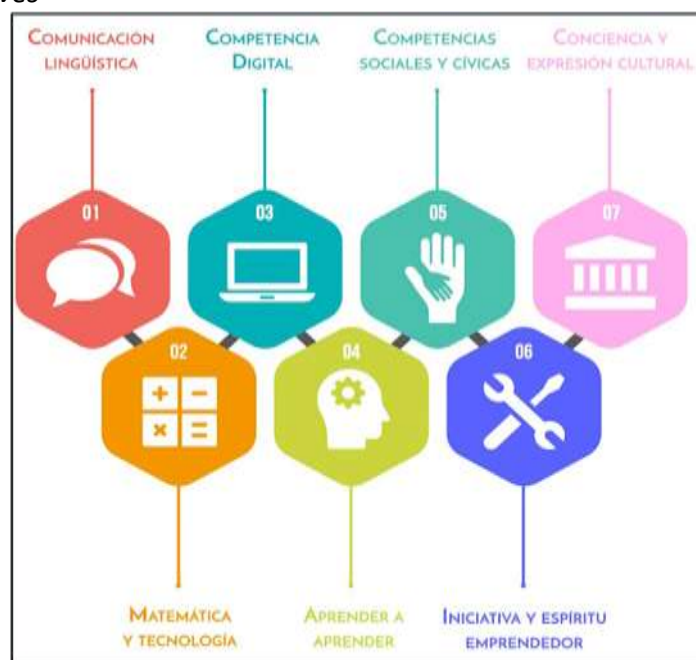 COMUNICACIÓN
LINGÜÍSTICA
COMPETENCIA
DIGITAL
COMPETENCIAS
SOCIALES Y CÍVICAS
CONCIENCIA Y
EXPRESIÓN CULTURAL
01
03
05
07
02
04
06
MATEMÁTICA
Y TECNOLOGÍA
APRENDER A
APRENDER
INICIATIVA Y ESPÍRITU
EMPRENDEDOR